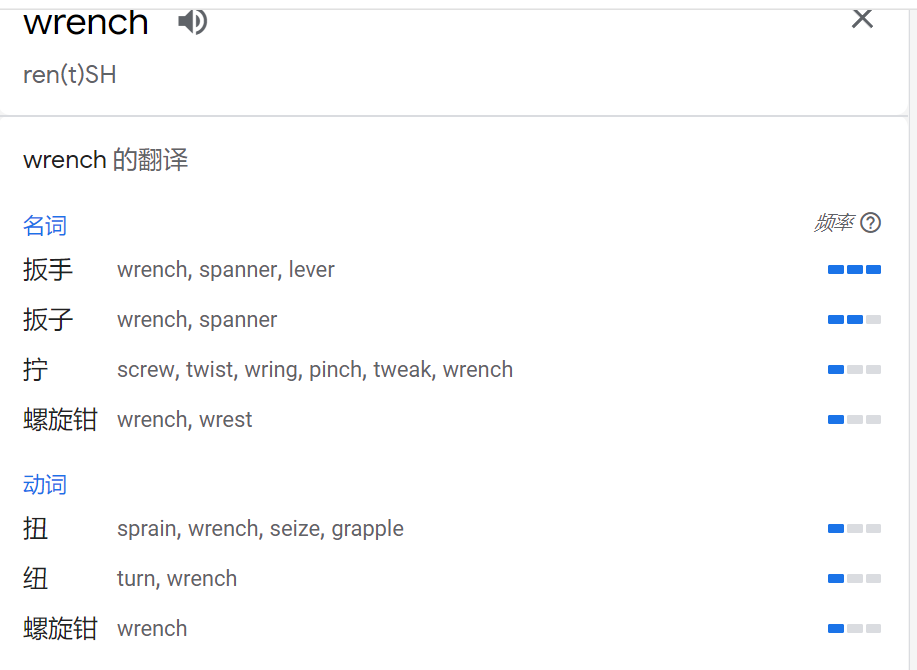 wrench
ren(t)SH
wrench 的翻译
名词 频率
扳手 wrench, spanner, lever
扳子 wrench, spanner
拧 screw, twist, wring, pinch, tweak, wrench
螺旋钳 wrench, wrest
动词
扭 sprain, wrench, seize, grapple
纽 turn, wrench
螺旋钳 wrench